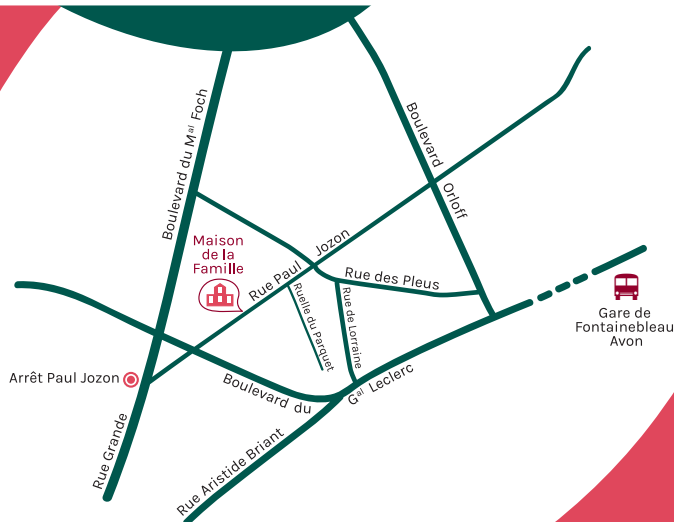 Boulevard du Mal Foch
Boulevard
Orloff
Maison
de la
Famille
Rue Paul
Jozon
Rue des Pleus
Ruelle du Parquet
Rue de Lorraine
Gare de
Fontainebleau
Avon
Arrêt Paul Jozon
Boulevard du
Gal Leclerc
Rue Grande
Rue Aristide Briant